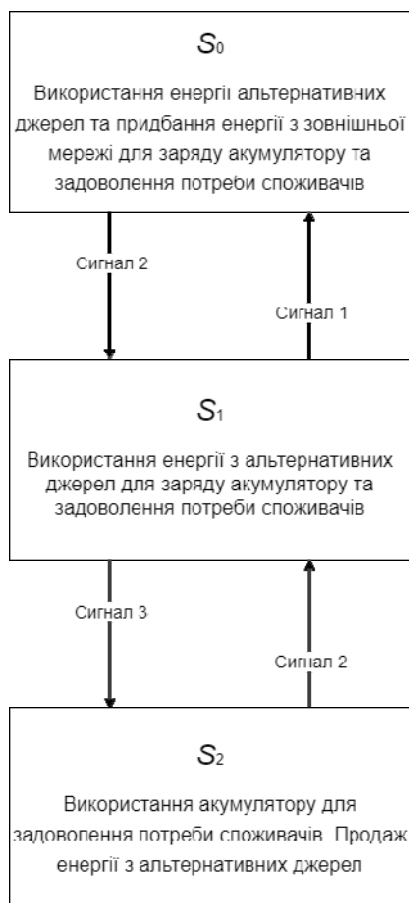 S0
Використання енергії альтернативних
джерел та придбання енергії з зовнішньої
мережі для заряду акумулятору та
задоволення потреби споживачів
Сигнал 2
Сигнал 1
S1
Використання енергії з альтернативних
джерел для заряду акумулятору та
задоволення потреби споживачів
Сигнал 3
Сигнал 2
S2
Використання акумулятору для
задоволення потреби споживачів. Продаж
енергії з альтернативних джерел